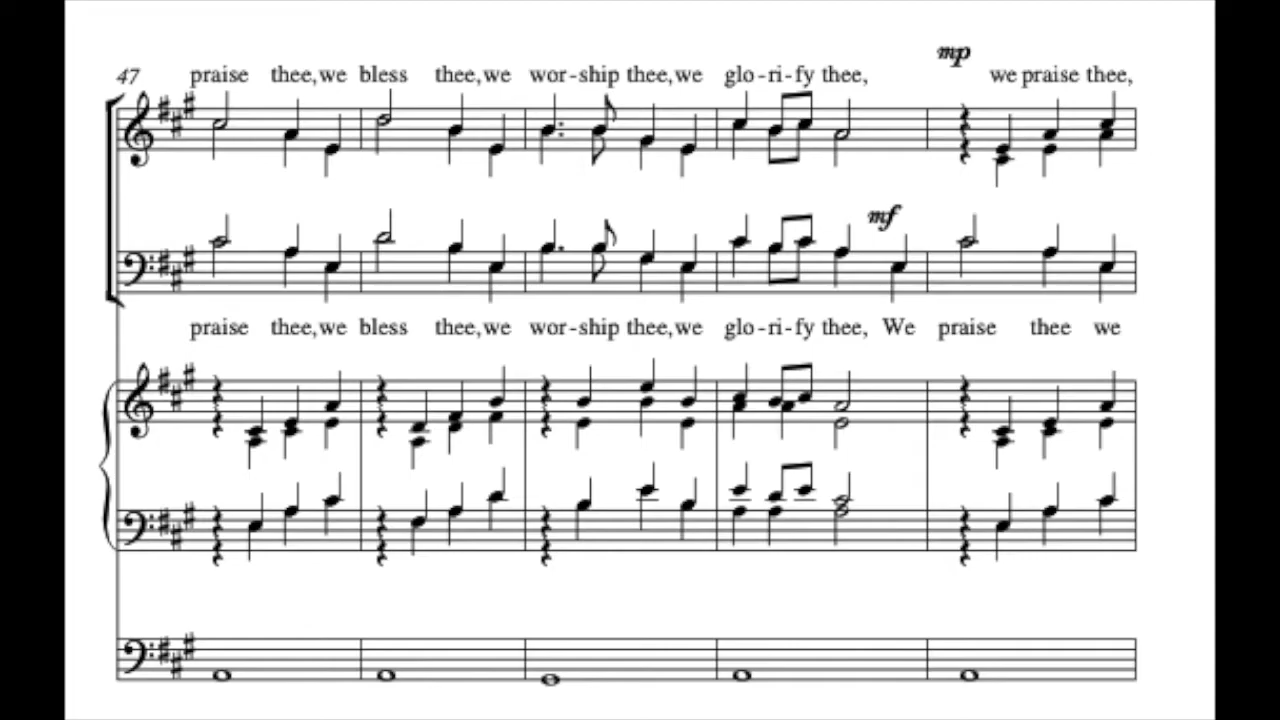 mp
47 praise thee, we bless thee, we wor-ship thee, we glo-ri-fy thee, we praise thee,
mf
praise thee, we bless thee, we wor-ship thee, we glo-ri-fy thee, We praise thee we